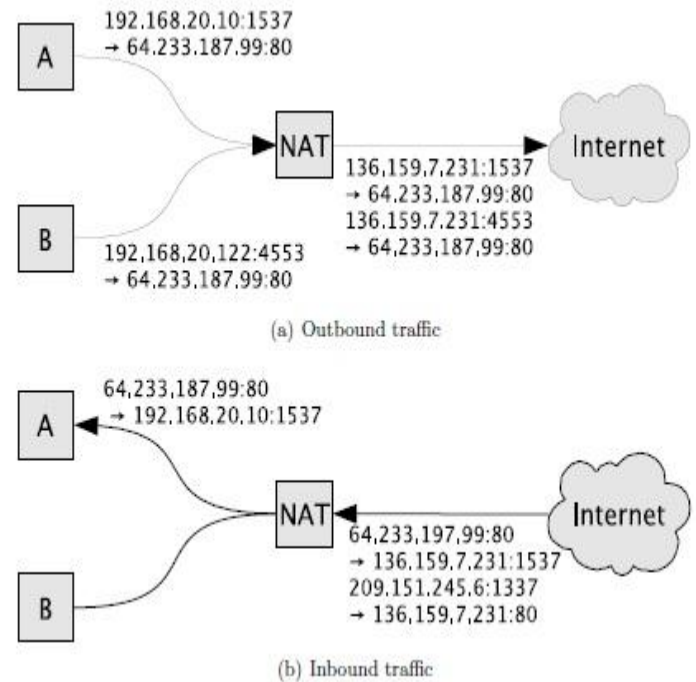 192.168.20.10:1537
→ 64.233.187.99:80
A
NAT
Internet
136.159.7.231:1537
→ 64.233.187.99:80
136.159.7.231:4553
→ 64.233.187.99:80
B
192.168.20.122:4553
→ 64.233.187.99:80
(a) Outbound traffic
64.233.187.99:80
→ 192.168.20.10:1537
A
NAT
Internet
64.233.197.99:80
→ 136.159.7.231:1537
209.151.245.6:1337
→ 136.159.7.231:80
B
(b) Inbound traffic